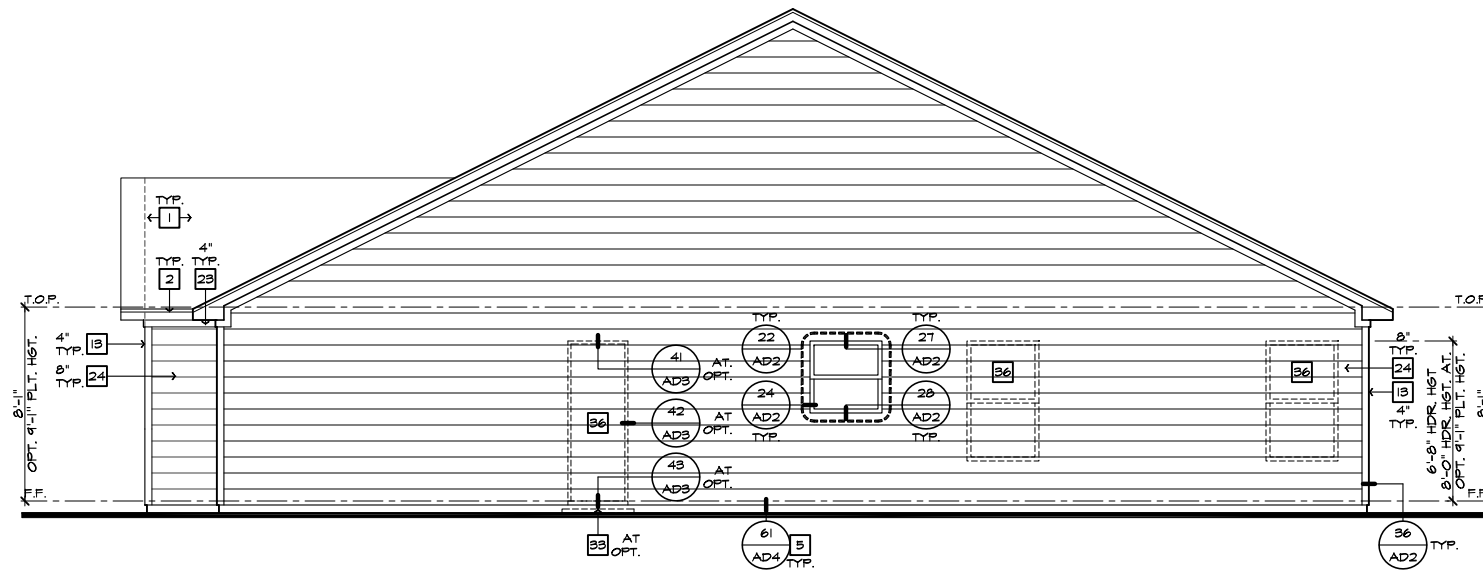 TYP.
1
4"
TYP.
TYP.
2
23
T.O.P.
T.O.P.
4"
TYP.
13
8"
TYP.
24
8'-1"
OPT. 9'-1" PLT. HGT.
F.F.
TYP.
22
AD2
TYP.
27
AD2
41
AD3
AT
OPT.
24
AD2
TYP.
28
AD2
TYP.
36
42
AD3
AT
OPT.
43
AD3
AT
OPT.
36
36
8"
TYP.
24
13
4"
TYP.
6'-8" HDR. HGT
8'-0" HDR. HGT. AT.
OPT. 9'-1" PLT. HGT.
8'-1"
F.F.
33
AT
OPT.
61
AD4
5
TYP.
36
AD2
TYP.